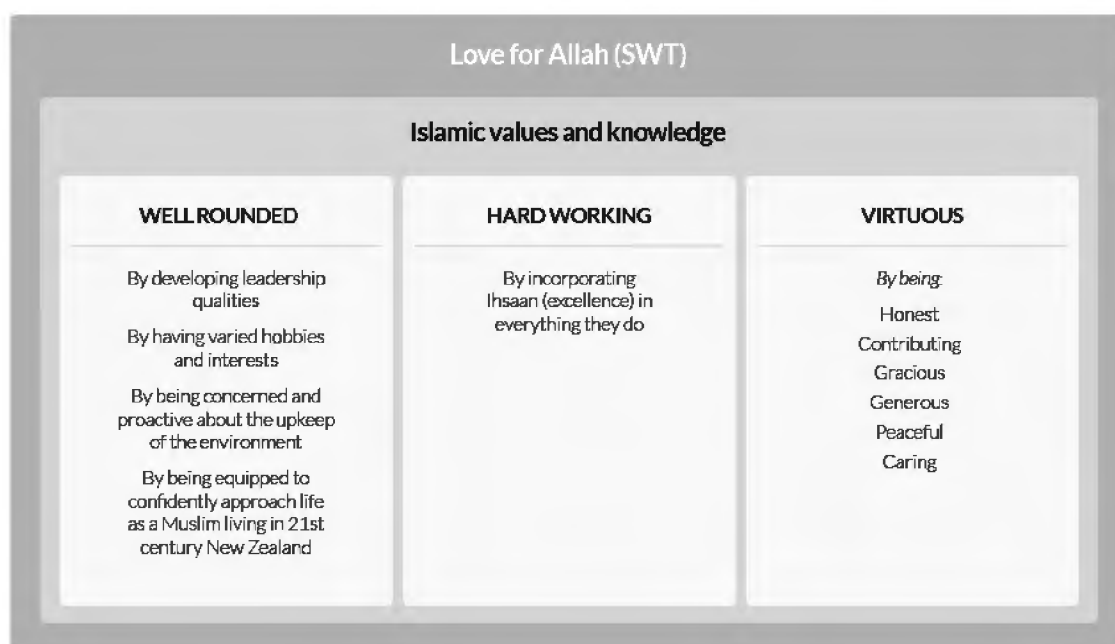 Love for Allah (SWT)
Islamic values and knowledge
WELL ROUNDED
By developing leadership
qualities
By having varied hobbies
and interests
By being concerned and
proactive about the upkeep
of the environment
By being equipped to
confidently approach life
as a Muslim living in 21st
century New Zealand
HARD WORKING
By incorporating
Ihsaan (excellence) in
everything they do
VIRTUOUS
By being:
Honest
Contributing
Gracious
Generous
Peaceful
Caring